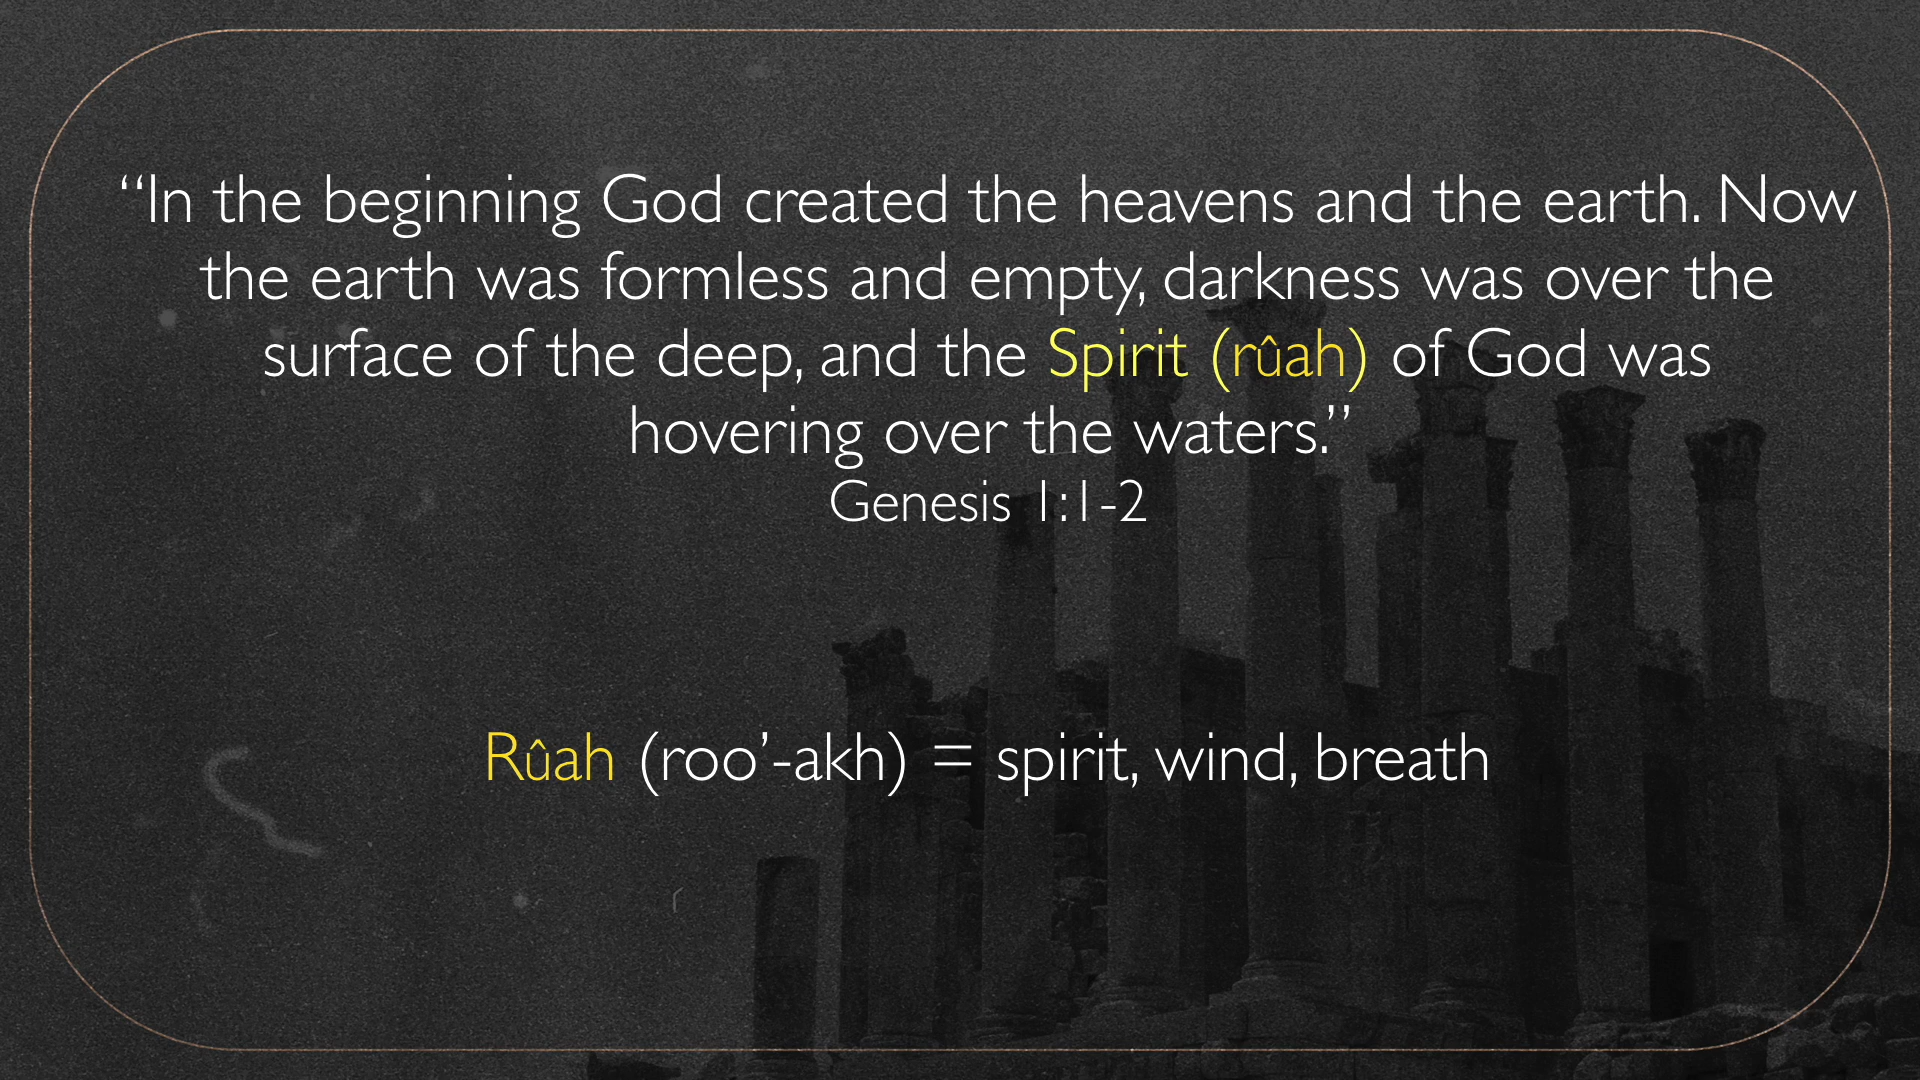 “In the beginning God created the heavens and the earth. Now
the earth was formless and empty, darkness was over the
surface of the deep, and the Spirit (rûah) of God was
hovering over the waters.”
Genesis 1:1-2
Rûah (roo’-akh) = spirit, wind, breath